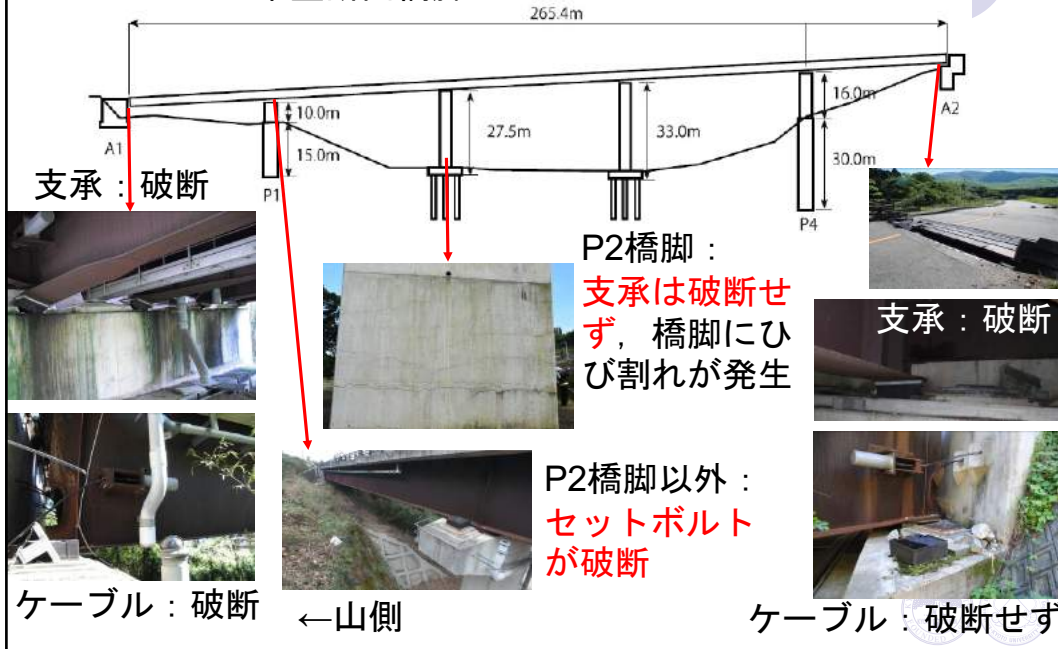 265.4m
10.0m
15.0m
27.5m
33.0m
16.0m
30.0m
A1
P1
P4
A2
支承：破断
P2橋脚：
支承は破断せ
ず，橋脚にひ
び割れが発生
支承：破断
P2橋脚以外：
セットボルト
が破断
ケーブル：破断
←山側
ケーブル：破断せず